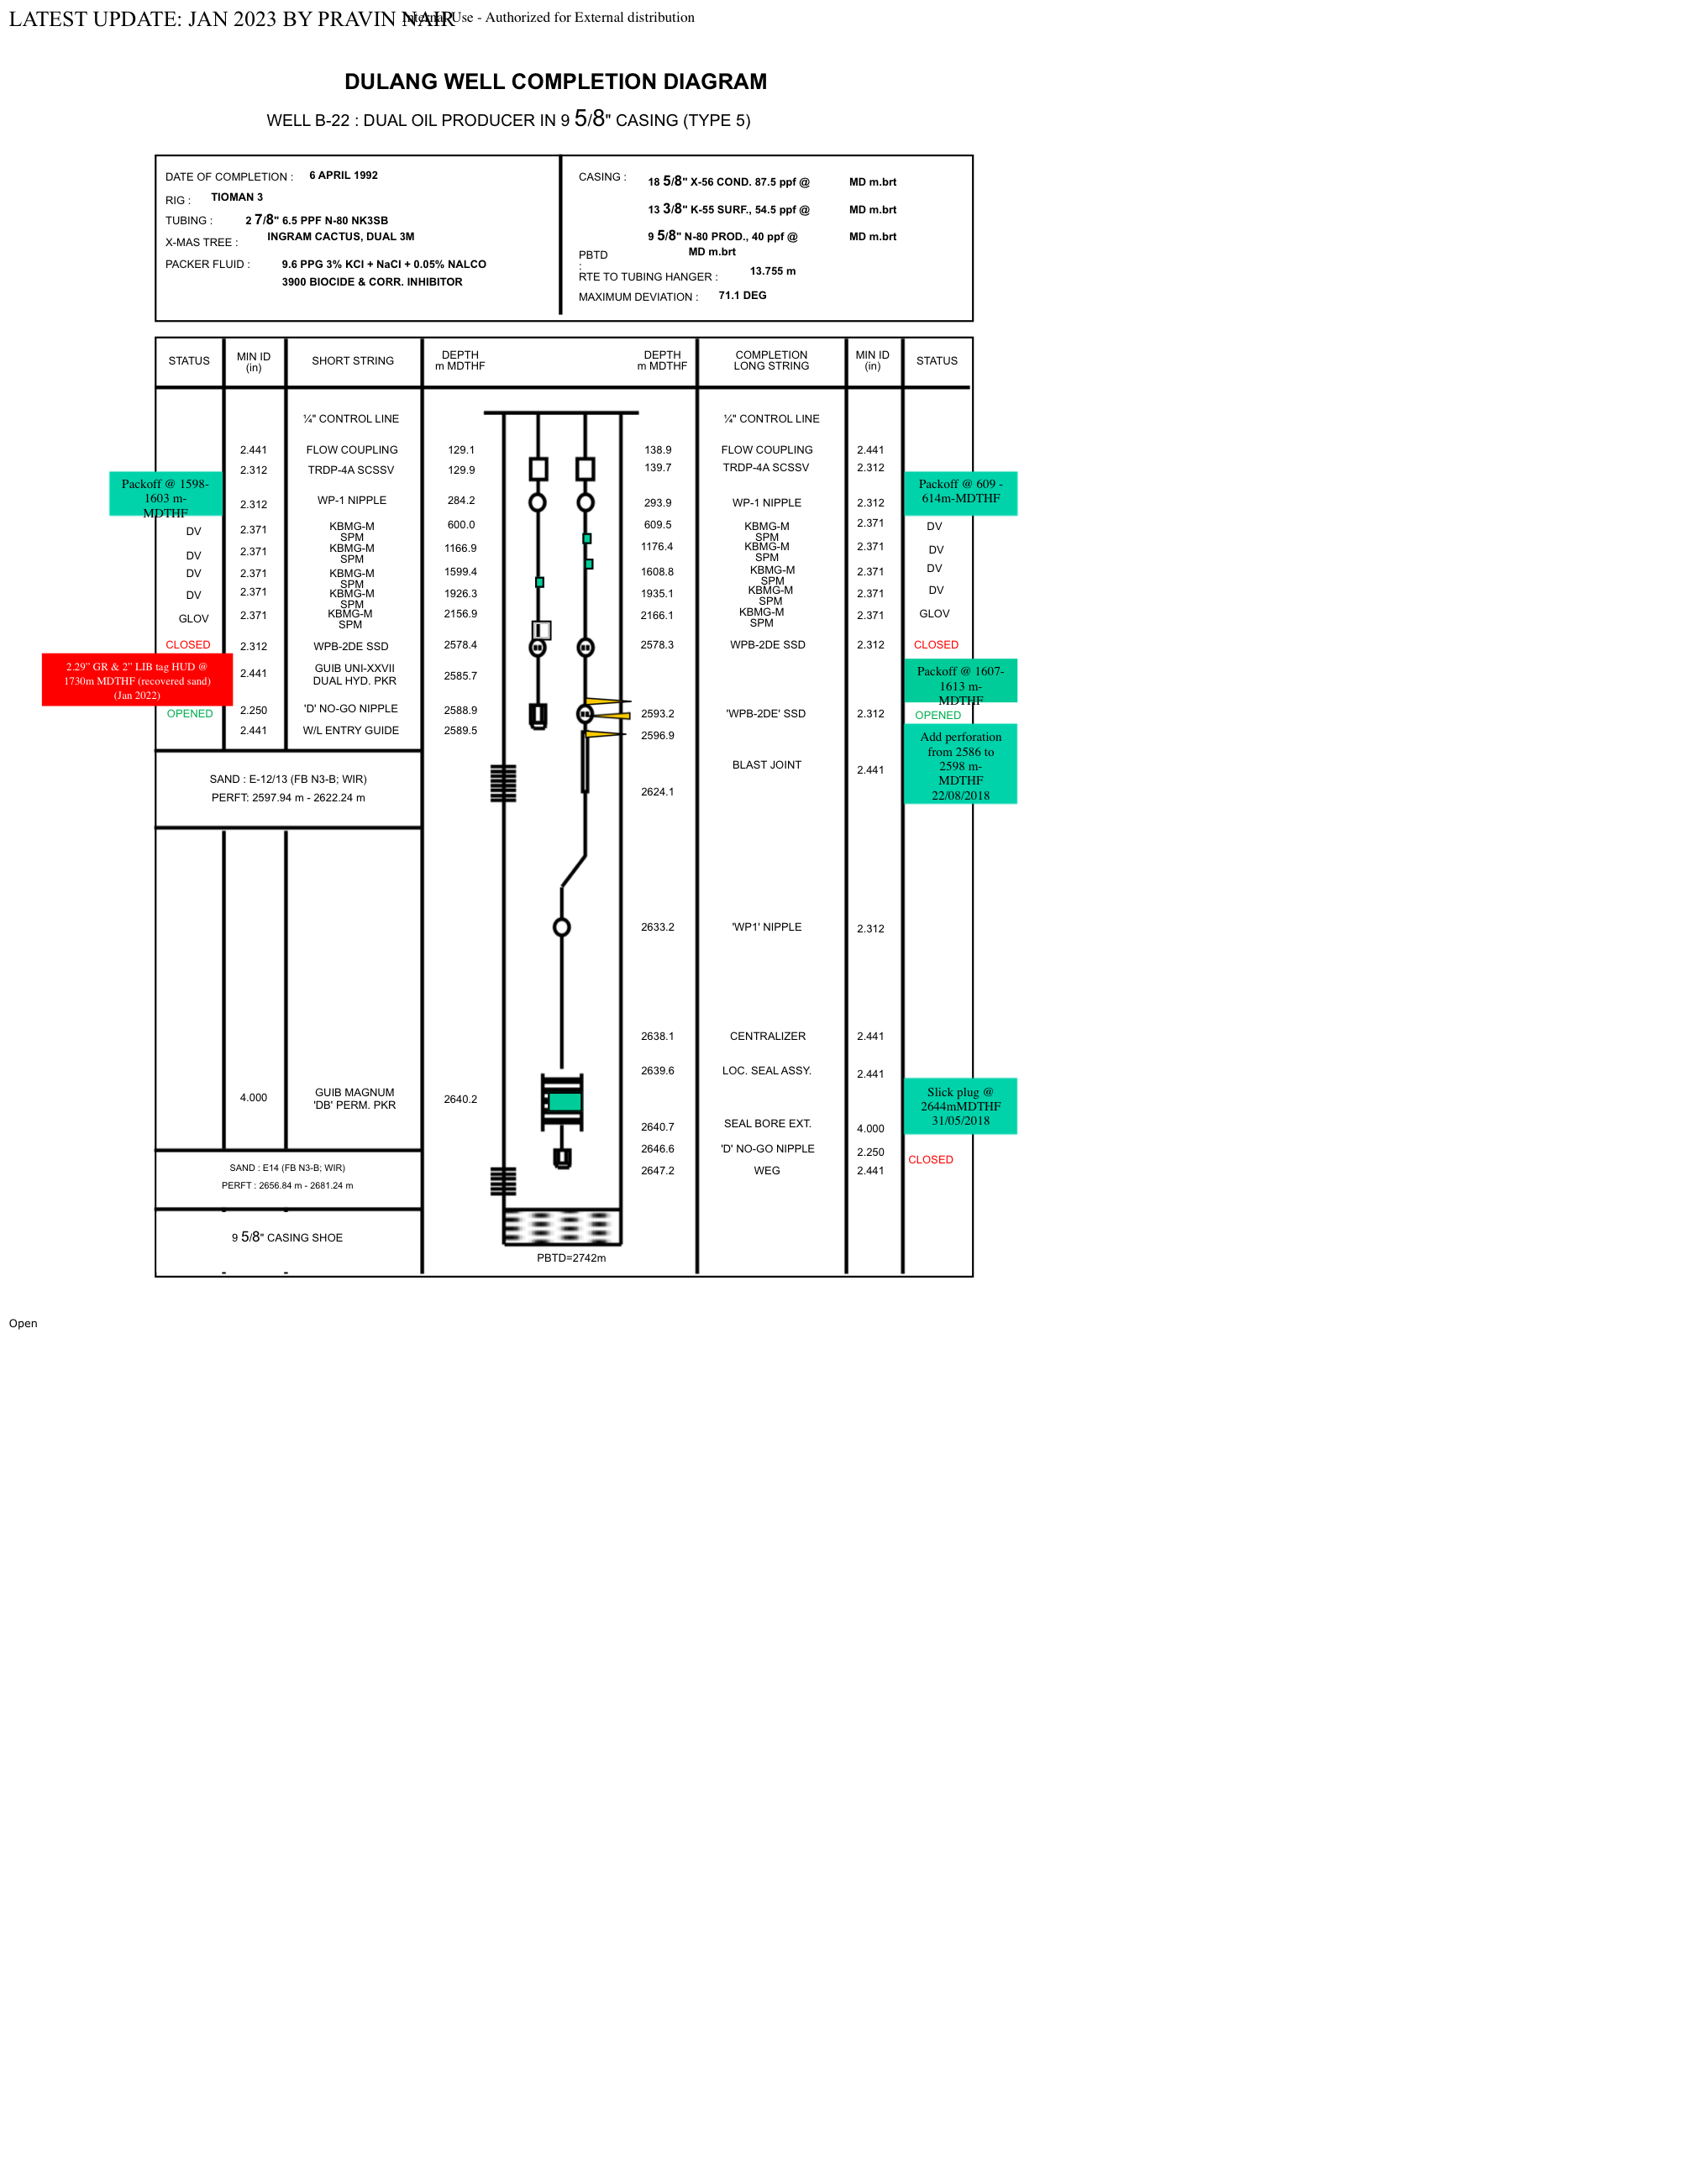 LATEST UPDATE: JAN 2023 BY PRAVIN NAIR
Internal Use - Authorized for External distribution
DULANG WELL COMPLETION DIAGRAM
WELL B-22 : DUAL OIL PRODUCER IN 9 5/8" CASING (TYPE 5)
DATE OF COMPLETION : 6 APRIL 1992
RIG : TIOMAN 3
TUBING : 2 7/8" 6.5 PPF N-80 NK3SB
X-MAS TREE : INGRAM CACTUS, DUAL 3M
PACKER FLUID : 9.6 PPG 3% KCl + NaCl + 0.05% NALCO
3900 BIOCIDE & CORR. INHIBITOR
CASING : 18 5/8" X-56 COND. 87.5 ppf @ MD m.brt
13 3/8" K-55 SURF., 54.5 ppf @ MD m.brt
9 5/8" N-80 PROD., 40 ppf @ MD m.brt
PBTD : MD m.brt
RTE TO TUBING HANGER : 13.755 m
MAXIMUM DEVIATION : 71.1 DEG
STATUS MIN ID (in) SHORT STRING DEPTH m MDTHF DEPTH m MDTHF COMPLETION LONG STRING MIN ID (in) STATUS
¼" CONTROL LINE ¼" CONTROL LINE
2.441 FLOW COUPLING 129.1 138.9 FLOW COUPLING 2.441
2.312 TRDP-4A SCSSV 129.9 139.7 TRDP-4A SCSSV 2.312
Packoff @ 1598-
1603 m-
MDTHF
Packoff @ 609 -
614m-MDTHF
2.312 WP-1 NIPPLE 284.2 293.9 WP-1 NIPPLE 2.312
DV 2.371 KBMG-M SPM 600.0 609.5 KBMG-M SPM 2.371 DV
DV 2.371 KBMG-M SPM 1166.9 1176.4 KBMG-M SPM 2.371 DV
DV 2.371 KBMG-M SPM 1599.4 1608.8 KBMG-M SPM 2.371 DV
DV 2.371 KBMG-M SPM 1926.3 1935.1 KBMG-M SPM 2.371 DV
GLOV 2.371 KBMG-M SPM 2156.9 2166.1 KBMG-M SPM 2.371 GLOV
CLOSED 2.312 WPB-2DE SSD 2578.4 2578.3 WPB-2DE SSD 2.312 CLOSED
2.29" GR & 2" LIB tag HUD @
1730m MDTHF (recovered sand)
(Jan 2022)
2.441 GUIB UNI-XXVII DUAL HYD. PKR 2585.7
Packoff @ 1607-
1613 m-
MDTHF
OPENED 2.250 'D' NO-GO NIPPLE 2588.9 2593.2 'WPB-2DE' SSD 2.312 OPENED
2.441 W/L ENTRY GUIDE 2589.5 2596.9
Add perforation
from 2586 to
2598 m-
MDTHF
22/08/2018
BLAST JOINT 2.441
SAND : E-12/13 (FB N3-B; WIR)
PERFT: 2597.94 m - 2622.24 m
2624.1
2633.2 'WP1' NIPPLE 2.312
2638.1 CENTRALIZER 2.441
2639.6 LOC. SEAL ASSY. 2.441
4.000 GUIB MAGNUM 'DB' PERM. PKR 2640.2
Slick plug @
2644mMDTHF
31/05/2018
2640.7 SEAL BORE EXT. 4.000
2646.6 'D' NO-GO NIPPLE 2.250 CLOSED
2647.2 WEG 2.441
SAND : E14 (FB N3-B; WIR)
PERFT : 2656.84 m - 2681.24 m
9 5/8" CASING SHOE
PBTD=2742m
Open